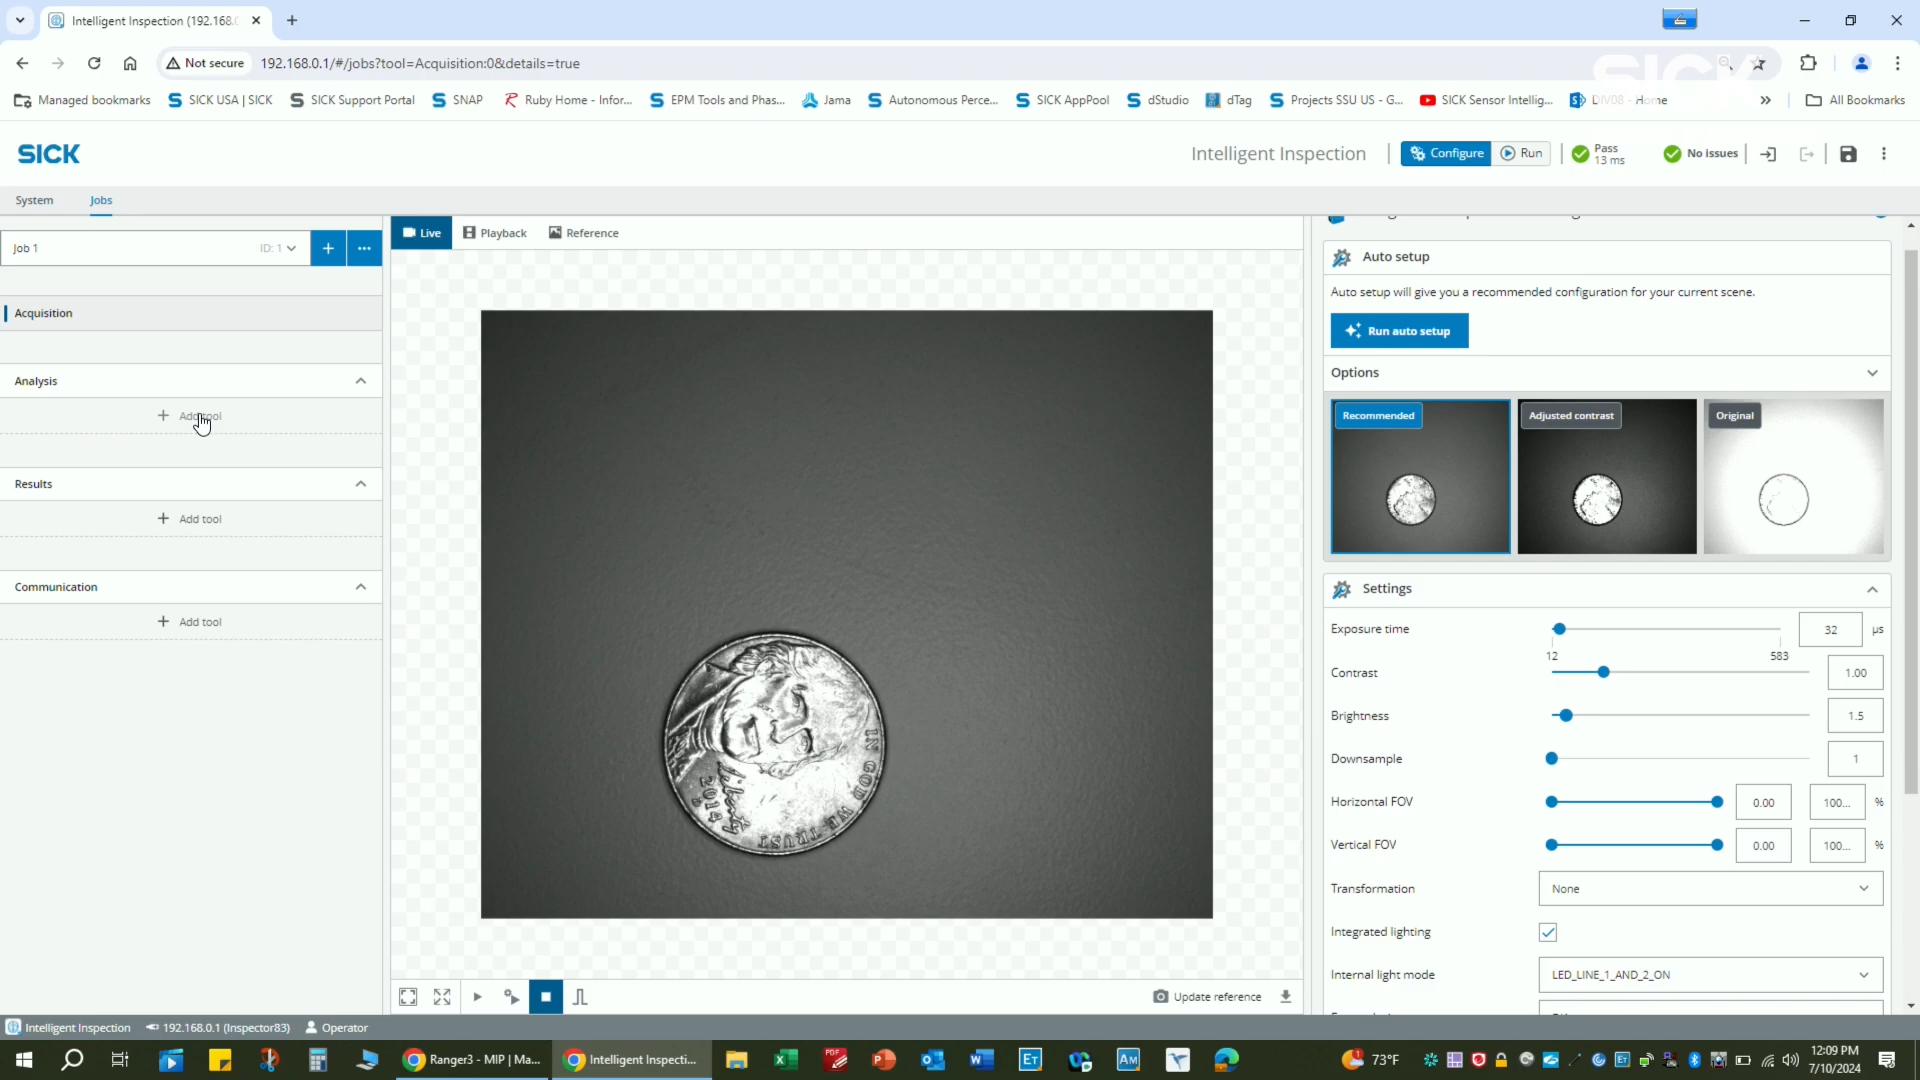 Intelligent Inspection (192.168.0
Not secure 192.168.0.1/#/jobs?tool=Acquisition:0&details=true
SICK
Managed bookmarks SICK USA | SICK SICK Support Portal SNAP Ruby Home - Infor... EPM Tools and Phas... Jama Autonomous Perce... SICK AppPool dStudio dTag Projects SSU US - G... SICK Sensor Intellig... DIV08 - Home » All Bookmarks
SICK Intelligent Inspection Configure Run Pass 13 ms No issues
System Jobs
Job 1 ID: 1 + ...
Live Playback Reference
Auto setup
Auto setup will give you a recommended configuration for your current scene.
Run auto setup
Options
Recommended Adjusted contrast Original
Acquisition
Analysis
+ Add tool
Results
+ Add tool
Communication
+ Add tool
IN GOD WE TRUST
Liberty
2014
D
Settings
Exposure time 32 µs
12 583
Contrast 1.00
Brightness 1.5
Downsample 1
Horizontal FOV 0.00 100... %
Vertical FOV 0.00 100... %
Transformation None
Integrated lighting
Internal light mode LED_LINE_1_AND_2_ON
Update reference
Intelligent Inspection 192.168.0.1 (Inspector83) Operator
Ranger3 - MIP | Ma... Intelligent Inspecti... PDF ET AM 73°F 12:09 PM
7/10/2024